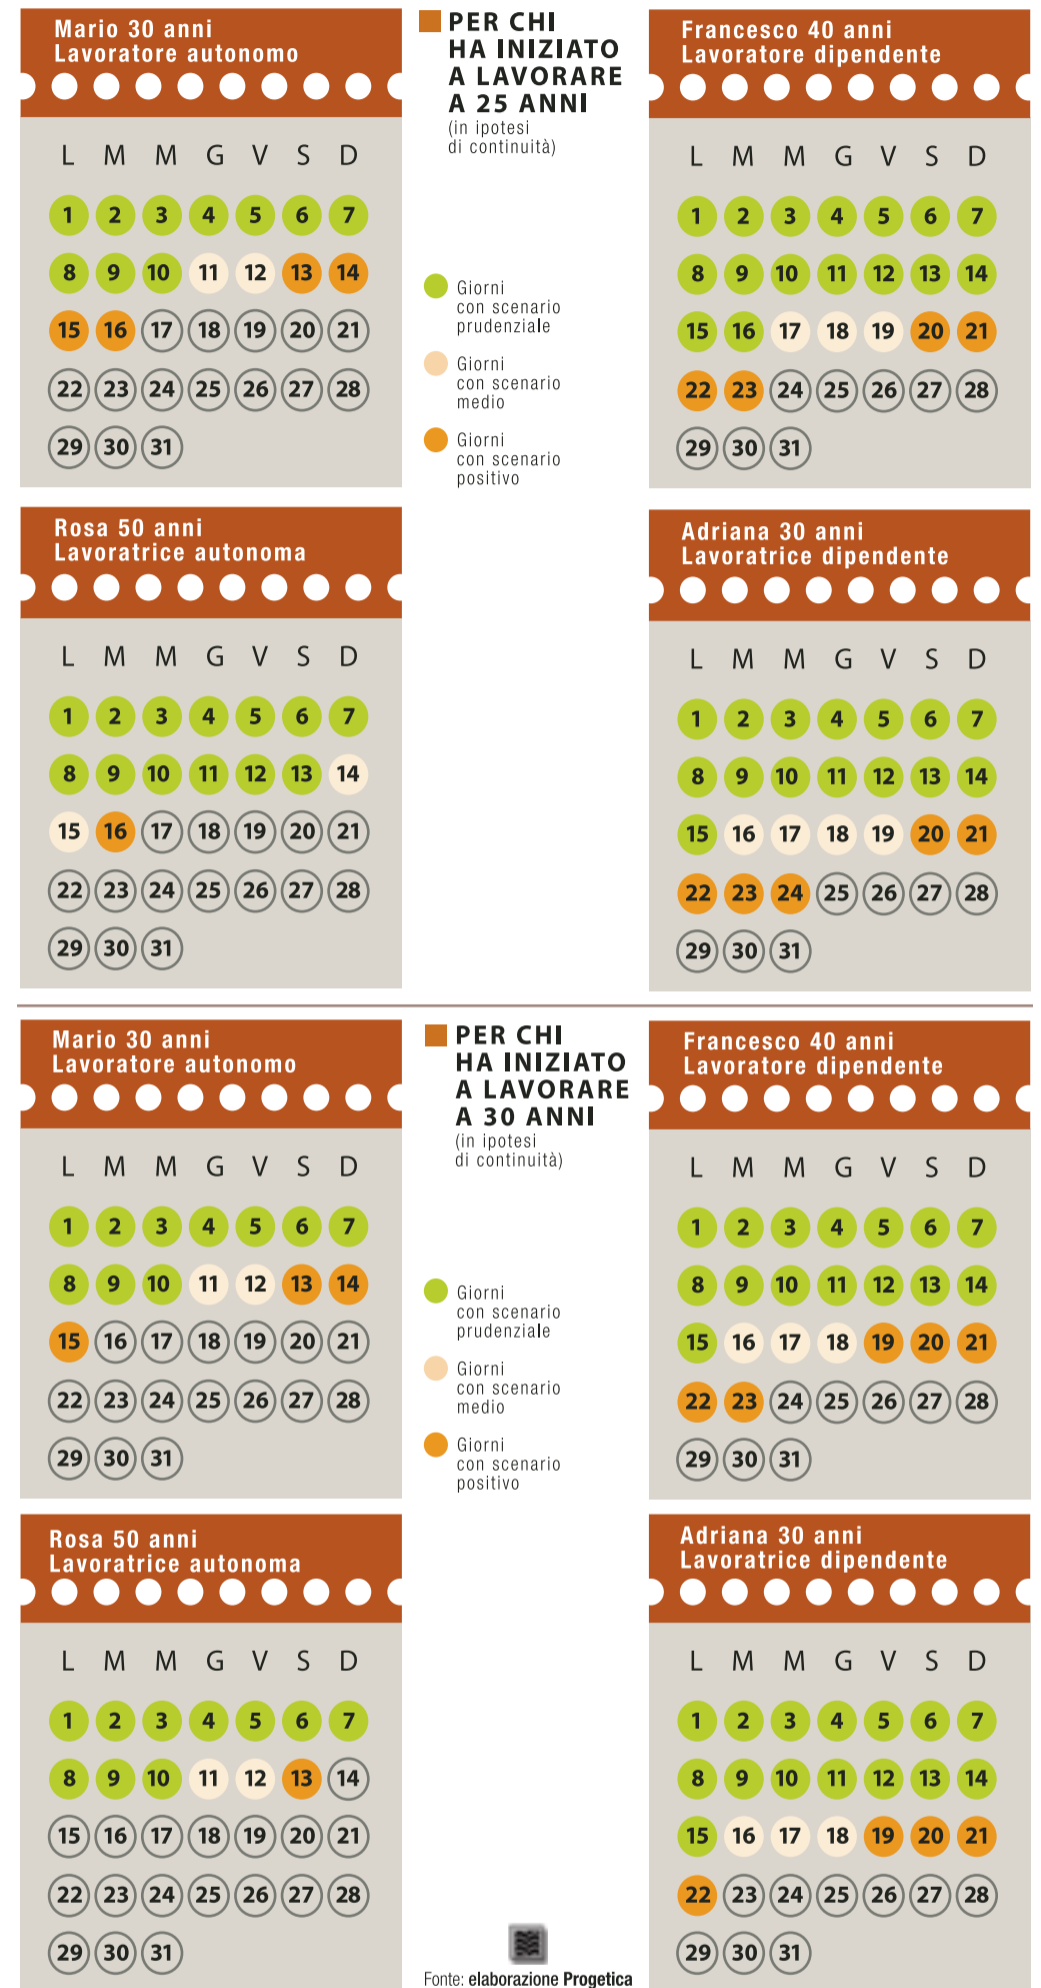 Mario 30 anni
Lavoratore autonomo
L M M G V S D
1 2 3 4 5 6 7
8 9 10 11 12 13 14
15 16 17 18 19 20 21
22 23 24 25 26 27 28
29 30 31
PER CHI
HA INIZIATO
A LAVORARE
A 25 ANNI
(in ipotesi
di continuità)
Giorni
con scenario
prudenziale
Giorni
con scenario
medio
Giorni
con scenario
positivo
Francesco 40 anni
Lavoratore dipendente
L M M G V S D
1 2 3 4 5 6 7
8 9 10 11 12 13 14
15 16 17 18 19 20 21
22 23 24 25 26 27 28
29 30 31
Rosa 50 anni
Lavoratrice autonoma
L M M G V S D
1 2 3 4 5 6 7
8 9 10 11 12 13 14
15 16 17 18 19 20 21
22 23 24 25 26 27 28
29 30 31
Adriana 30 anni
Lavoratrice dipendente
L M M G V S D
1 2 3 4 5 6 7
8 9 10 11 12 13 14
15 16 17 18 19 20 21
22 23 24 25 26 27 28
29 30 31
Mario 30 anni
Lavoratore autonomo
L M M G V S D
1 2 3 4 5 6 7
8 9 10 11 12 13 14
15 16 17 18 19 20 21
22 23 24 25 26 27 28
29 30 31
PER CHI
HA INIZIATO
A LAVORARE
A 30 ANNI
(in ipotesi
di continuità)
Giorni
con scenario
prudenziale
Giorni
con scenario
medio
Giorni
con scenario
positivo
Francesco 40 anni
Lavoratore dipendente
L M M G V S D
1 2 3 4 5 6 7
8 9 10 11 12 13 14
15 16 17 18 19 20 21
22 23 24 25 26 27 28
29 30 31
Rosa 50 anni
Lavoratrice autonoma
L M M G V S D
1 2 3 4 5 6 7
8 9 10 11 12 13 14
15 16 17 18 19 20 21
22 23 24 25 26 27 28
29 30 31
Adriana 30 anni
Lavoratrice dipendente
L M M G V S D
1 2 3 4 5 6 7
8 9 10 11 12 13 14
15 16 17 18 19 20 21
22 23 24 25 26 27 28
29 30 31
Fonte: elaborazione Progetica